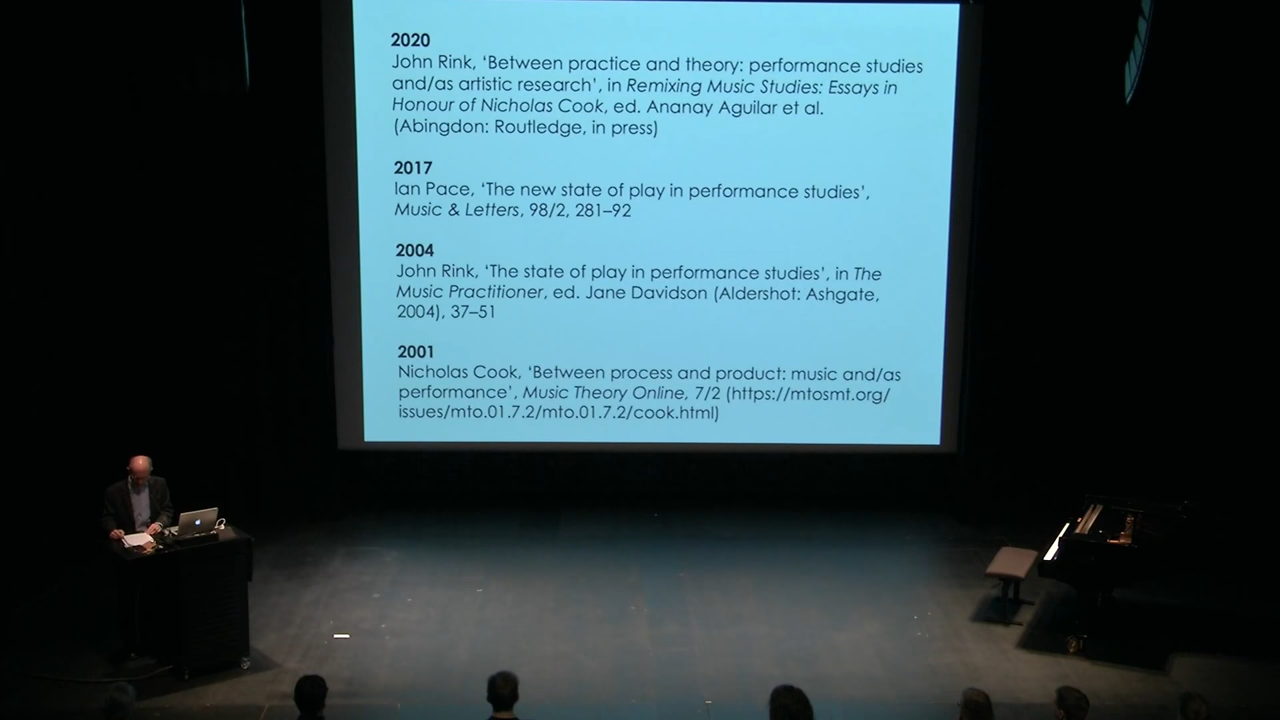 2020
John Rink, ‘Between practice and theory: performance studies
and/as artistic research’, in Remixing Music Studies: Essays in
Honour of Nicholas Cook, ed. Ananay Aguilar et al.
(Abingdon: Routledge, in press)
2017
Ian Pace, ‘The new state of play in performance studies’,
Music & Letters, 98/2, 281–92
2004
John Rink, ‘The state of play in performance studies’, in The
Music Practitioner, ed. Jane Davidson (Aldershot: Ashgate,
2004), 37–51
2001
Nicholas Cook, ‘Between process and product: music and/as
performance’, Music Theory Online, 7/2 (https://mtosmt.org/
issues/mto.01.7.2/mto.01.7.2/cook.html)